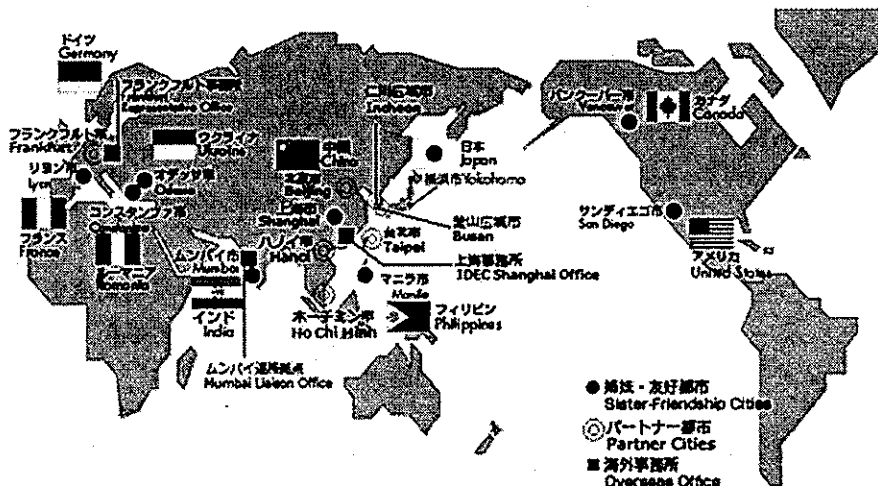 ドイツ
Germany
フランクフルト事務所
Representative Office
フランクフルト市
Frankfurt
リヨン市
Lyon
フランス
France
ウクライナ
Ukraine
オデッサ市
Odessa
コンスタンツァ市
Romania
ムンバイ市
Mumbai
インド
India
ムンバイ連絡拠点
Mumbai Liaison Office
仁川広域市
Incheon
中国
China
北京市
Beijing
上海市
Shanghai
ハノイ市
Hanoi
ホーチミン市
Ho Chi Minh
日本
Japan
横浜市 Yokohama
釜山広域市
Busan
台北市
Taipei
上海事務所
IDEC Shanghai Office
マニラ市
Manila
フィリピン
Philippines
バンクーバー市
Vancouver
カナダ
Canada
サンディエゴ市
San Diego
アメリカ
United States
姉妹・友好都市
Sister-Friendship Cities
パートナー都市
Partner Cities
海外事務所
Overseas Office